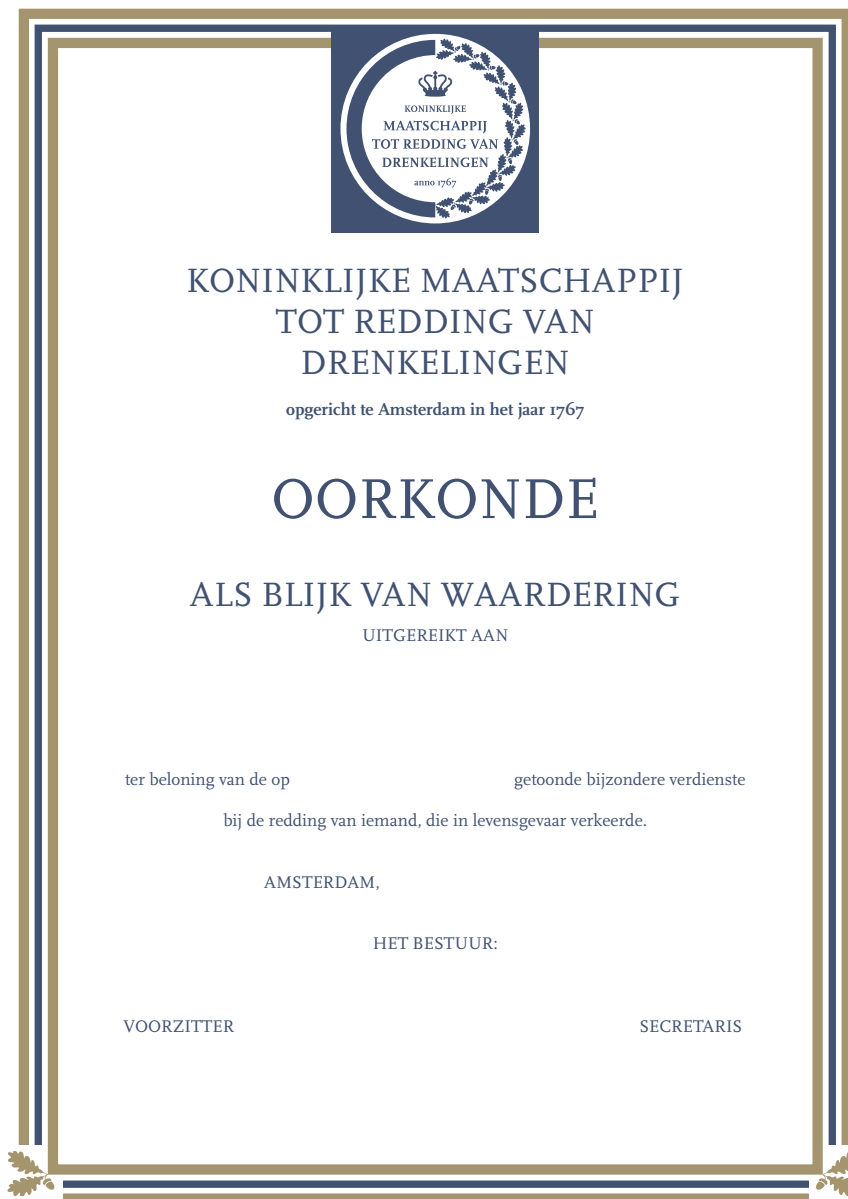 KONINKLIJKE
MAATSCHAPPIJ
TOT REDDING VAN
DRENKELINGEN
anno 1767
KONINKLIJKE MAATSCHAPPIJ
TOT REDDING VAN
DRENKELINGEN
opgericht te Amsterdam in het jaar 1767
OORKONDE
ALS BLIJK VAN WAARDERING
UITGEREIKT AAN
ter beloning van de op getoonde bijzondere verdienste
bij de redding van iemand, die in levensgevaar verkeerde.
AMSTERDAM,
HET BESTUUR:
VOORZITTER SECRETARIS